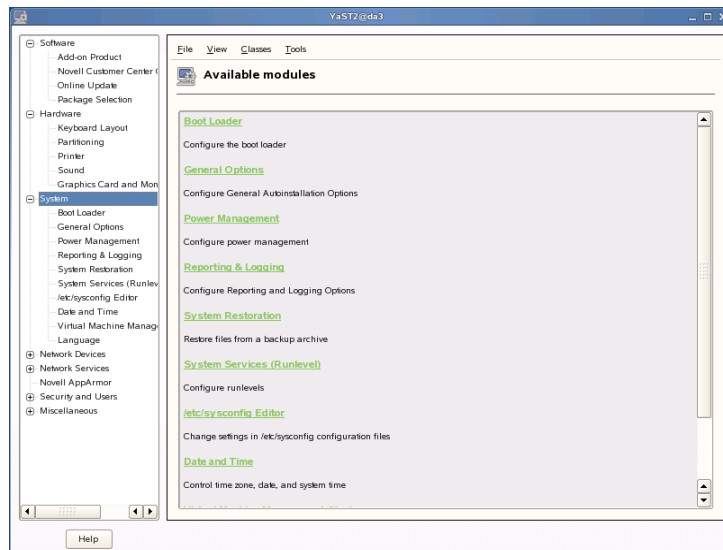 YaST2@da3
File View Classes Tools
Available modules
Software
Add-on Product
Novell Customer Center
Online Update
Package Selection
Hardware
Keyboard Layout
Partitioning
Printer
Sound
Graphics Card and Mon
System
Boot Loader
General Options
Power Management
Reporting & Logging
System Restoration
System Services (Runlev
/etc/sysconfig Editor
Date and Time
Virtual Machine Manag
Language
Network Devices
Network Services
Novell AppArmor
Security and Users
Miscellaneous
Boot Loader
Configure the boot loader
General Options
Configure General Autoinstallation Options
Power Management
Configure power management
Reporting & Logging
Configure Reporting and Logging Options
System Restoration
Restore files from a backup archive
System Services (Runlevel)
Configure runlevels
/etc/sysconfig Editor
Change settings in /etc/sysconfig configuration files
Date and Time
Control time zone, date, and system time
Help